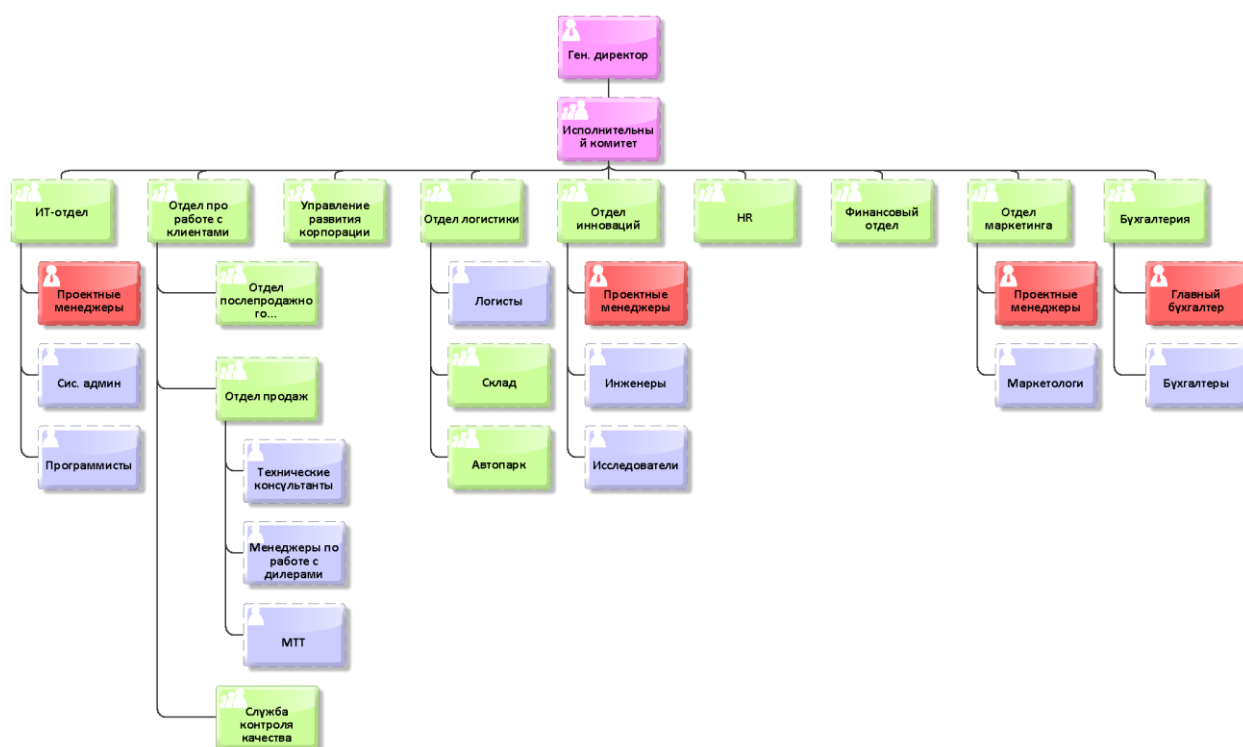 Ген. директор
Исполнительны
й комитет
ИТ-отдел
Отдел про
работе с
клиентами
Управление
развития
корпорации
Отдел логистики
Отдел
инноваций
HR
Финансовый
отдел
Отдел
маркетинга
Бухгалтерия
Проектные
менеджеры
Отдел
послепродажно
го...
Логисты
Проектные
менеджеры
Проектные
менеджеры
Главный
бухгалтер
Сис. админ
Отдел продаж
Склад
Инженеры
Маркетологи
Бухгалтеры
Программисты
Технические
консультанты
Автопарк
Исследователи
Менеджеры по
работе с
дилерами
МТТ
Служба
контроля
качества